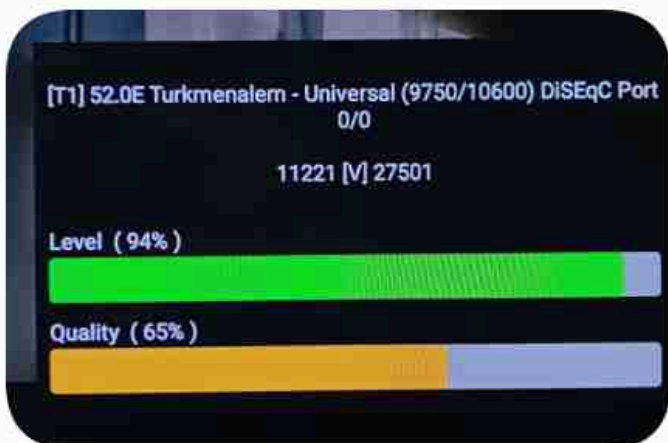 [T1] 52.0E Turkmenalem - Universal (9750/10600) DiSEqC Port
0/0
11221 [V] 27501
Level ( 94% )
Quality ( 65% )